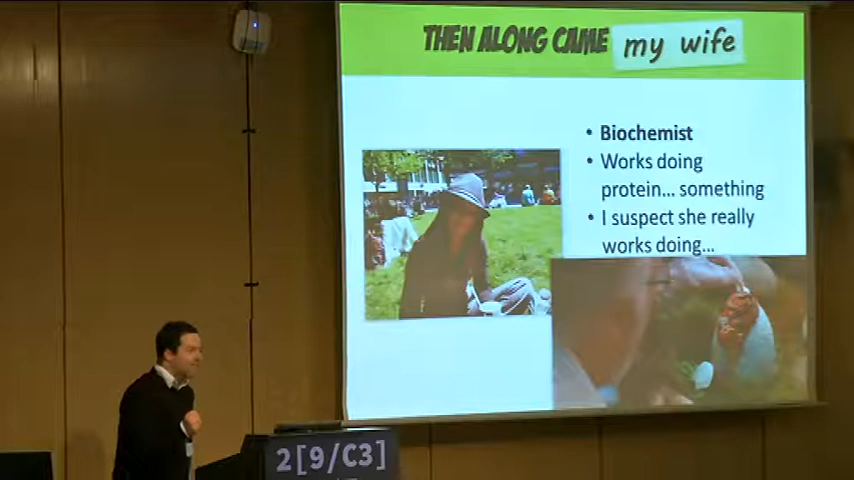 THEN ALONG CAME my wife
• Biochemist
• Works doing
protein... something
• I suspect she really
works doing...
2[9/C3]